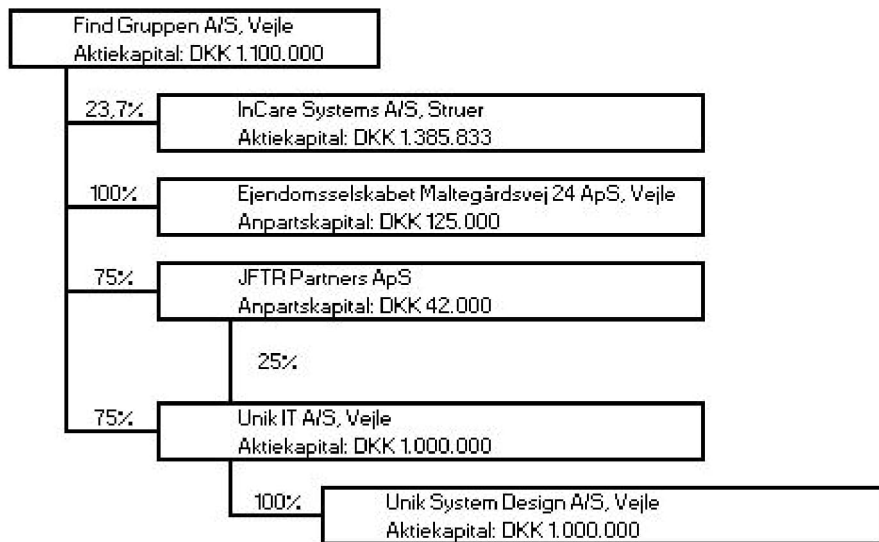 Find Gruppen A/S, Vejle
Aktiekapital: DKK 1.100.000
23,7%
InCare Systems A/S, Struer
Aktiekapital: DKK 1.385.833
100%
Ejendomsselskabet Maltegårdsvej 24 ApS, Vejle
Anpartskapital: DKK 125.000
75%
JFTR Partners ApS
Anpartskapital: DKK 42.000
25%
75%
Unik IT A/S, Vejle
Aktiekapital: DKK 1.000.000
100%
Unik System Design A/S, Vejle
Aktiekapital: DKK 1.000.000